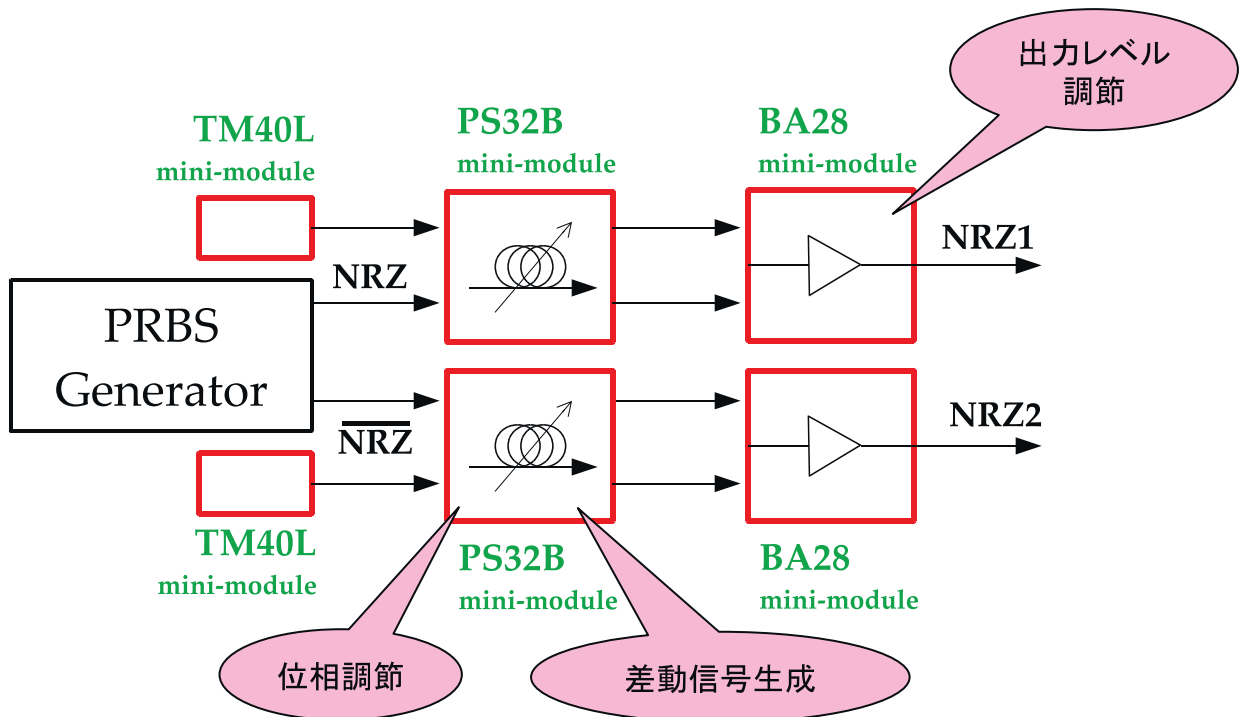 出力レベル
調節
TM40L
mini-module
PS32B
mini-module
BA28
mini-module
NRZ
NRZ1
PRBS
Generator
N̅R̅Z̅
NRZ2
TM40L
mini-module
PS32B
mini-module
BA28
mini-module
位相調節
差動信号生成